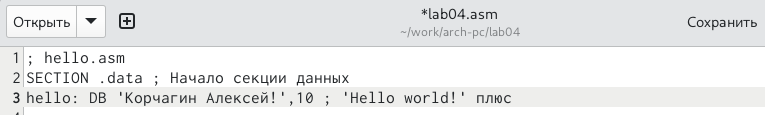 Открыть
*lab04.asm
~/work/arch-pc/lab04
Сохранить
1 ; hello.asm
2 SECTION .data ; Начало секции данных
3 hello: DB 'Корчагин Алексей!',10 ; 'Hello world!' плюс